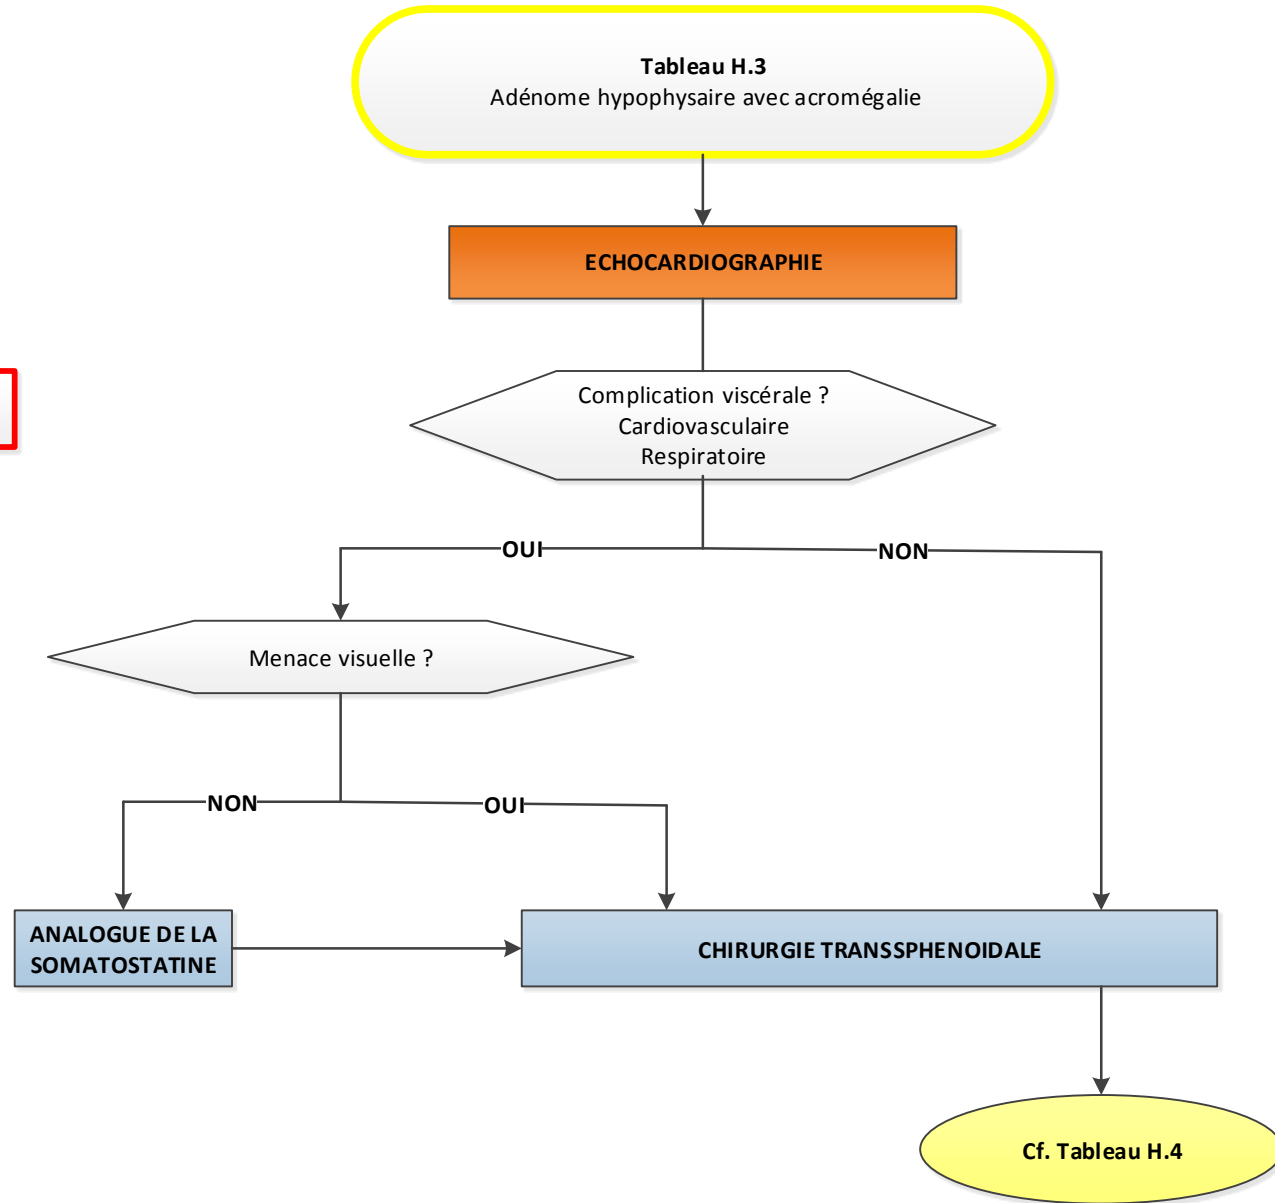 Tableau H.3
Adénome hypophysaire avec acromégalie
ECHOCARDIOGRAPHIE
Complication viscérale ?
Cardiovasculaire
Respiratoire
OUI
NON
Menace visuelle ?
NON
OUI
ANALOGUE DE LA
SOMATOSTATINE
CHIRURGIE TRANSSPHENOIDALE
Cf. Tableau H.4